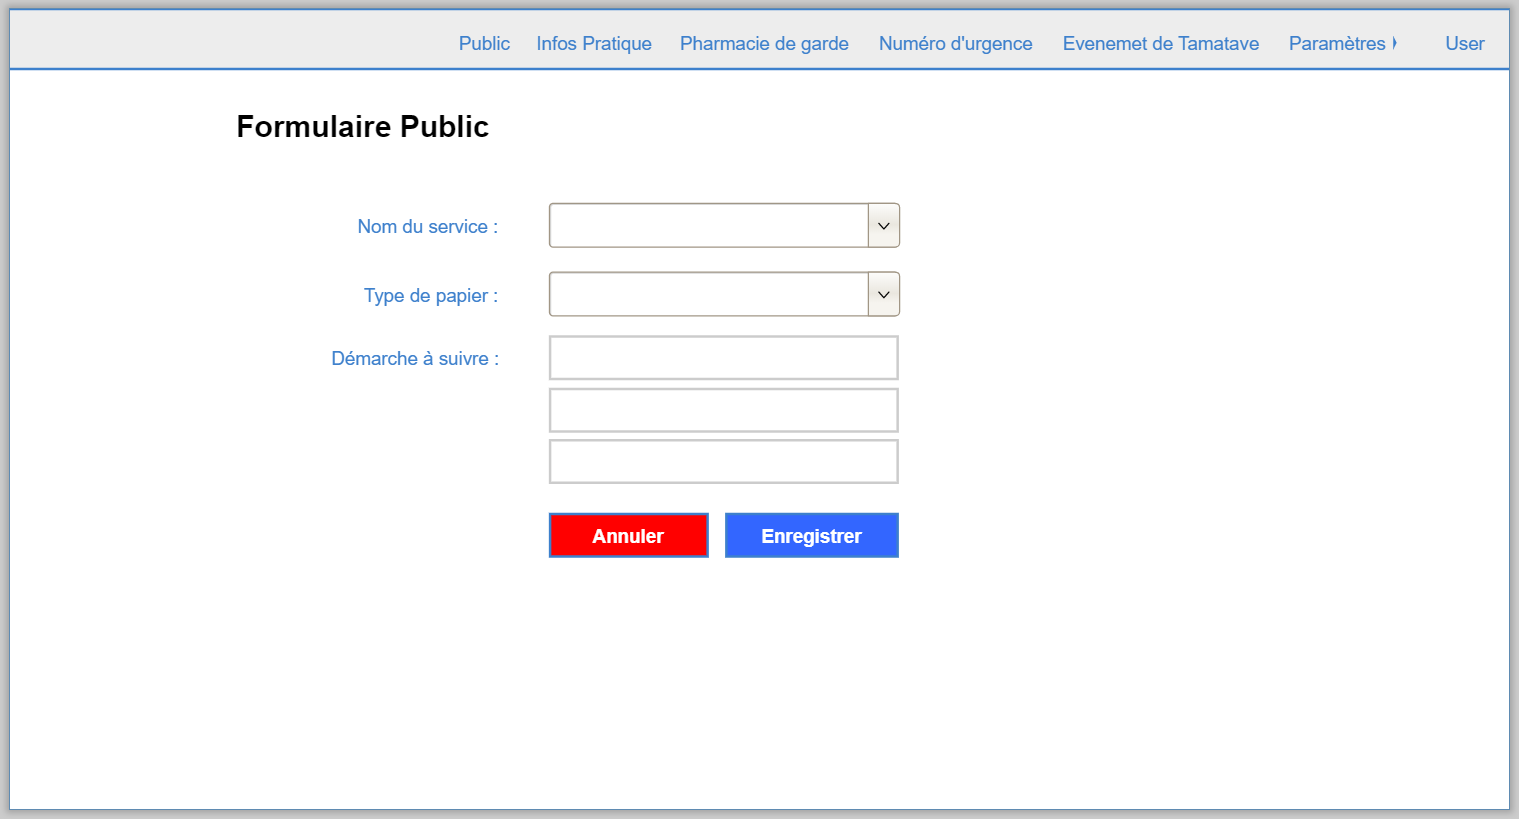 Public Infos Pratique Pharmacie de garde Numéro d'urgence Evenemet de Tamatave Paramètres User
Formulaire Public
Nom du service :
Type de papier :
Démarche à suivre :
Annuler Enregistrer